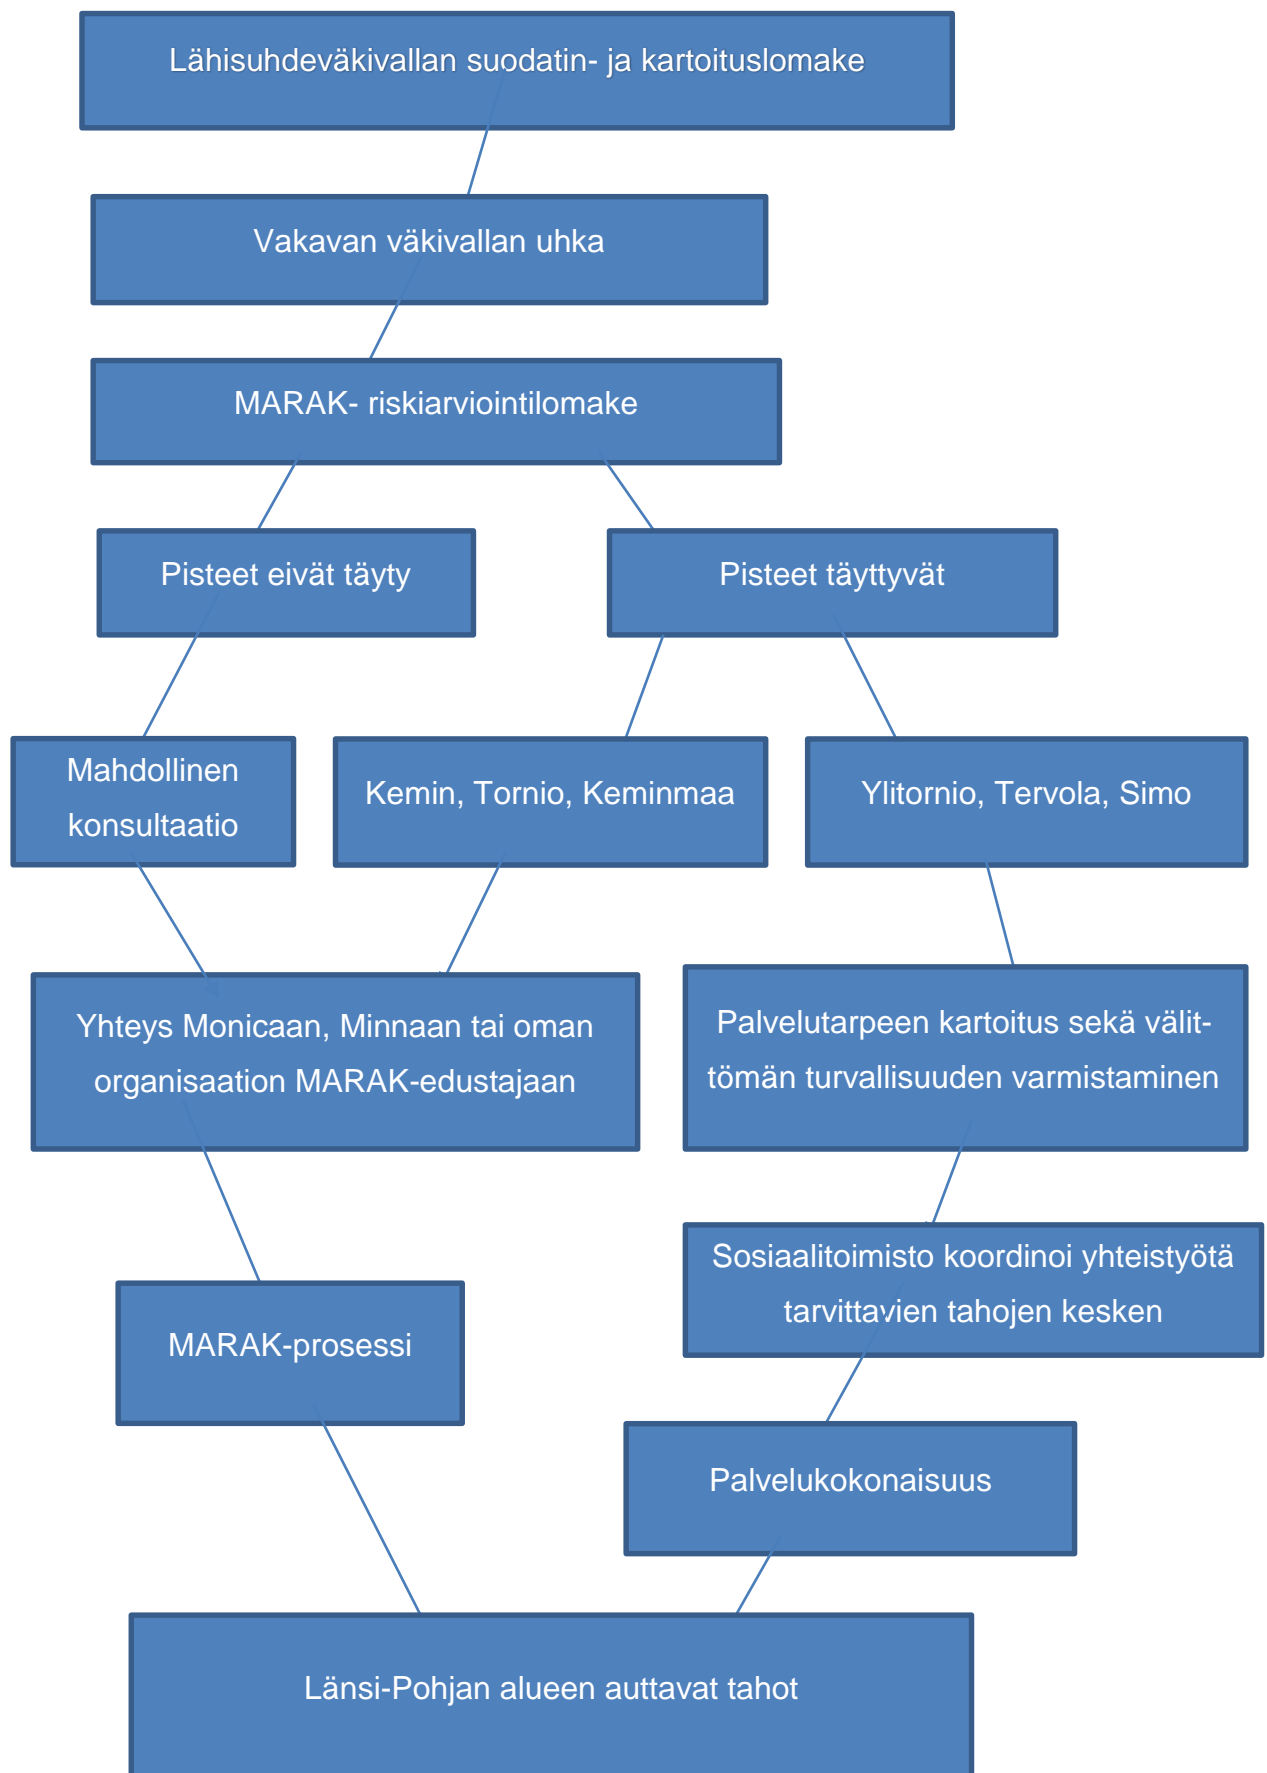 Lähisuhdeväkivallan suodatin- ja kartoituslomake
Vakavan väkivallan uhka
MARAK- riskiarviointilomake
Pisteet eivät täyty
Pisteet täyttyvät
Mahdollinen
konsultaatio
Kemin, Tornio, Keminmaa
Ylitornio, Tervola, Simo
Yhteys Monicaan, Minnaan tai oman
organisaation MARAK-edustajaan
Palvelutarpeen kartoitus sekä välit-
tömän turvallisuuden varmistaminen
Sosiaalitoimisto koordinoi yhteistyötä
tarvittavien tahojen kesken
MARAK-prosessi
Palvelukokonaisuus
Länsi-Pohjan alueen auttavat tahot